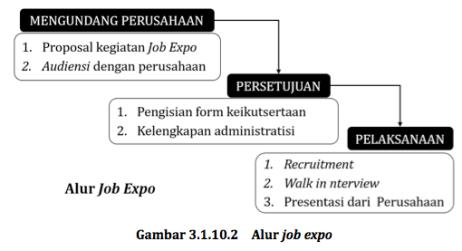 MENGUNDANG PERUSAHAAN
1. Proposal kegiatan Job Expo
2. Audiensi dengan perusahaan
PERSETUJUAN
1. Pengisian form keikutsertaan
2. Kelengkapan administratisi
PELAKSANAAN
1. Recruitment
2. Walk in nterview
3. Presentasi dari Perusahaan
Alur Job Expo
Gambar 3.1.10.2 Alur job expo